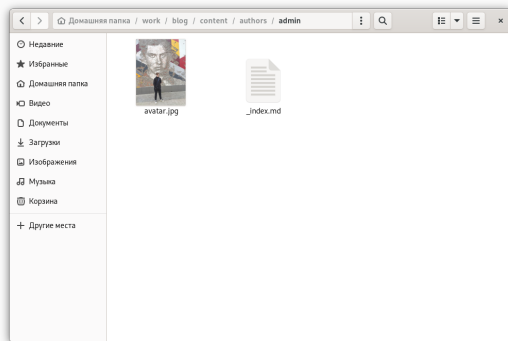 Домашняя папка / work / blog / content / authors / admin
Недавние
Избранные
Домашняя папка
Видео
Документы
Загрузки
Изображения
Музыка
Корзина
Другие места
avatar.jpg
_index.md